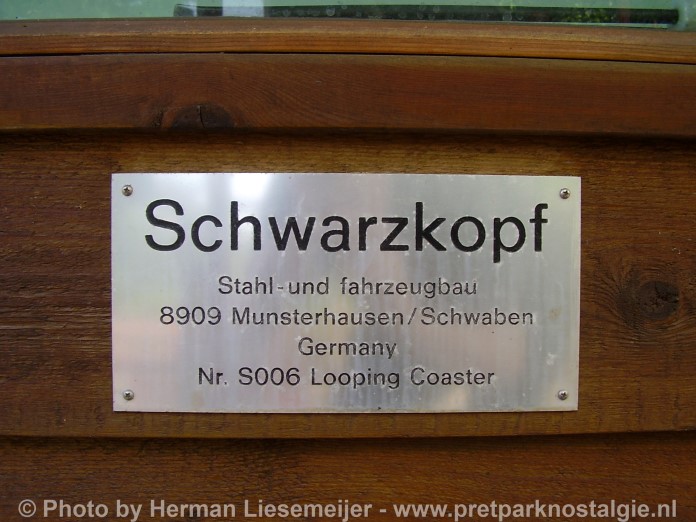 Schwarzkopf
Stahl-und fahrzeugbau
8909 Munsterhausen/Schwaben
Germany
Nr. S006 Looping Coaster
© Photo by Herman Liesemeijer - www.pretparknostalgie.nl